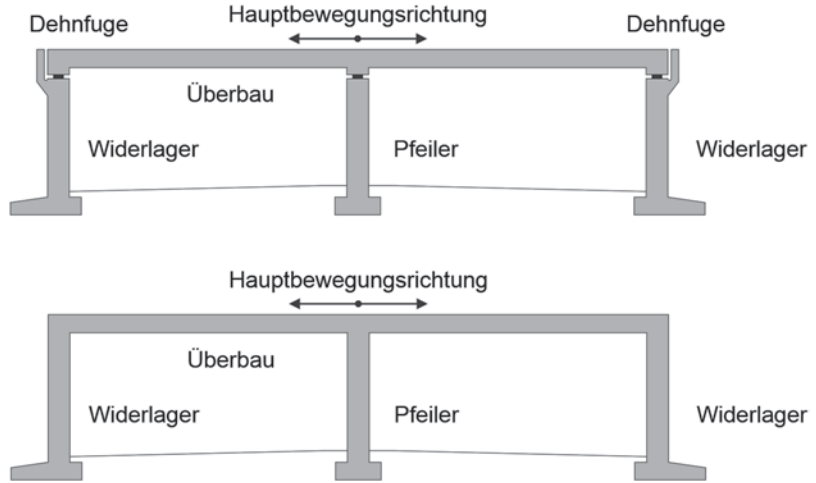 Hauptbewegungsrichtung
Dehnfuge
Dehnfuge
Überbau
Widerlager
Pfeiler
Widerlager
Hauptbewegungsrichtung
Überbau
Widerlager
Pfeiler
Widerlager